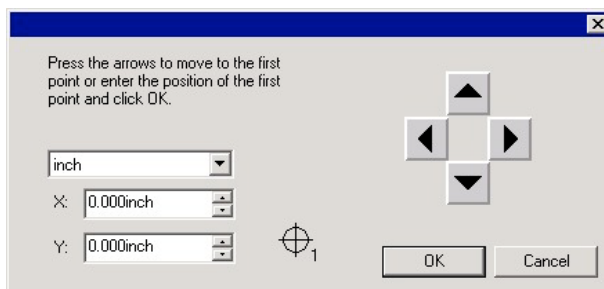 Press the arrows to move to the first
point or enter the position of the first
point and click OK.
inch
X: 0.000inch
Y: 0.000inch
1
OK Cancel